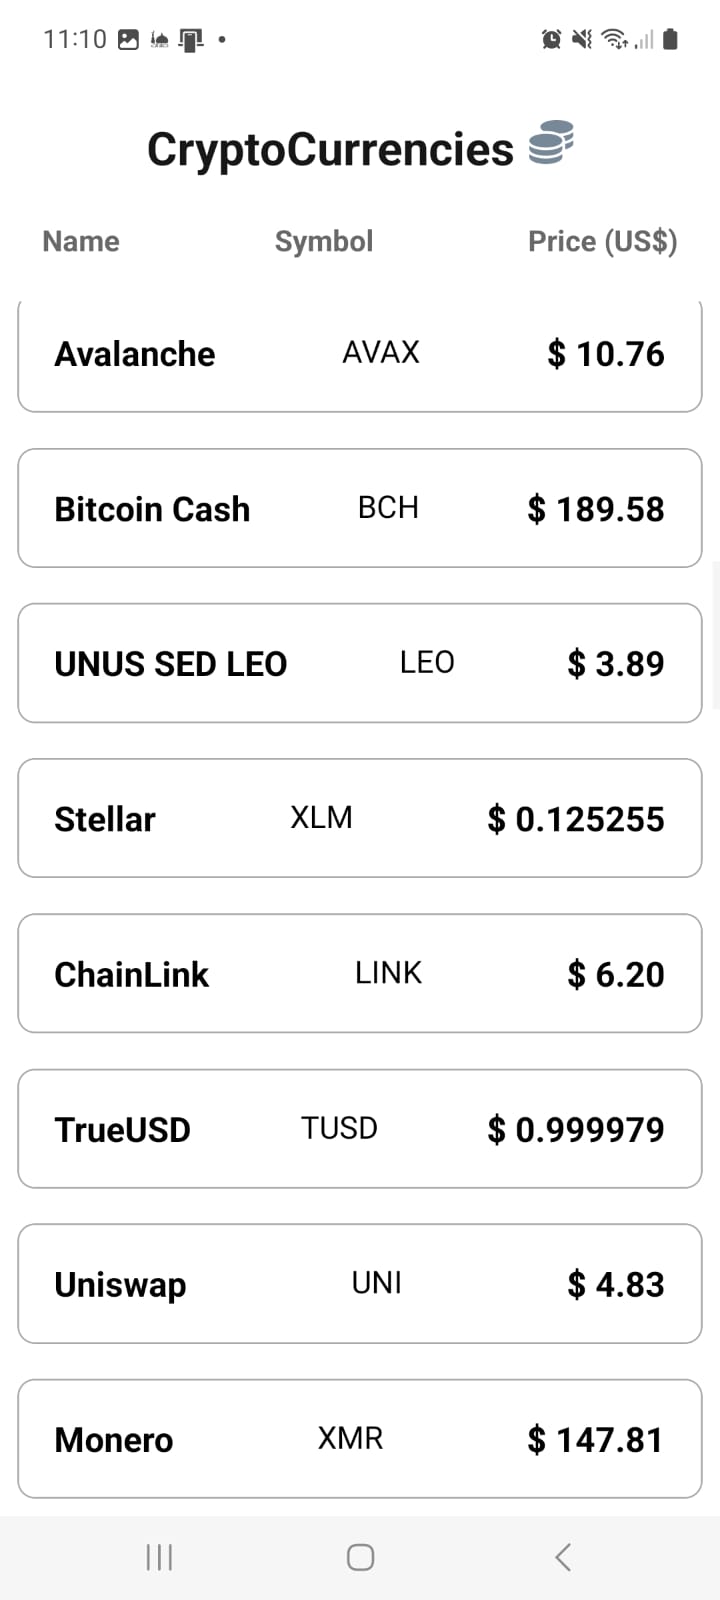 11:10
CryptoCurrencies
Name Symbol Price (US$)
Avalanche AVAX $ 10.76
Bitcoin Cash BCH $ 189.58
UNUS SED LEO LEO $ 3.89
Stellar XLM $ 0.125255
ChainLink LINK $ 6.20
TrueUSD TUSD $ 0.999979
Uniswap UNI $ 4.83
Monero XMR $ 147.81